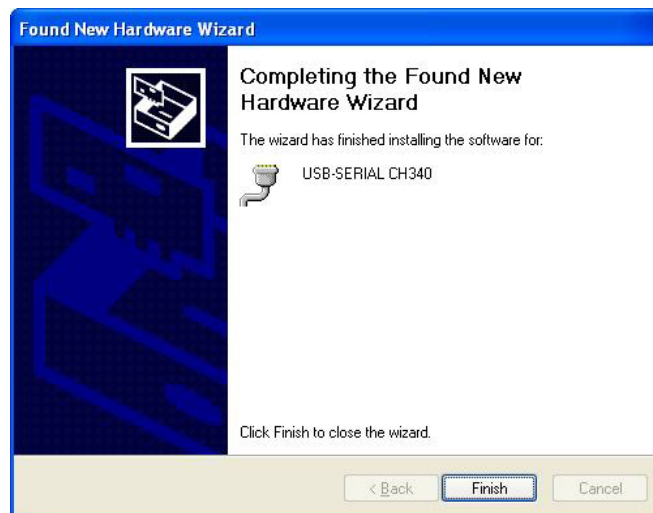 Found New Hardware Wizard
Completing the Found New
Hardware Wizard
The wizard has finished installing the software for:
USB-SERIAL CH340
Click Finish to close the wizard.
< Back
Finish
Cancel